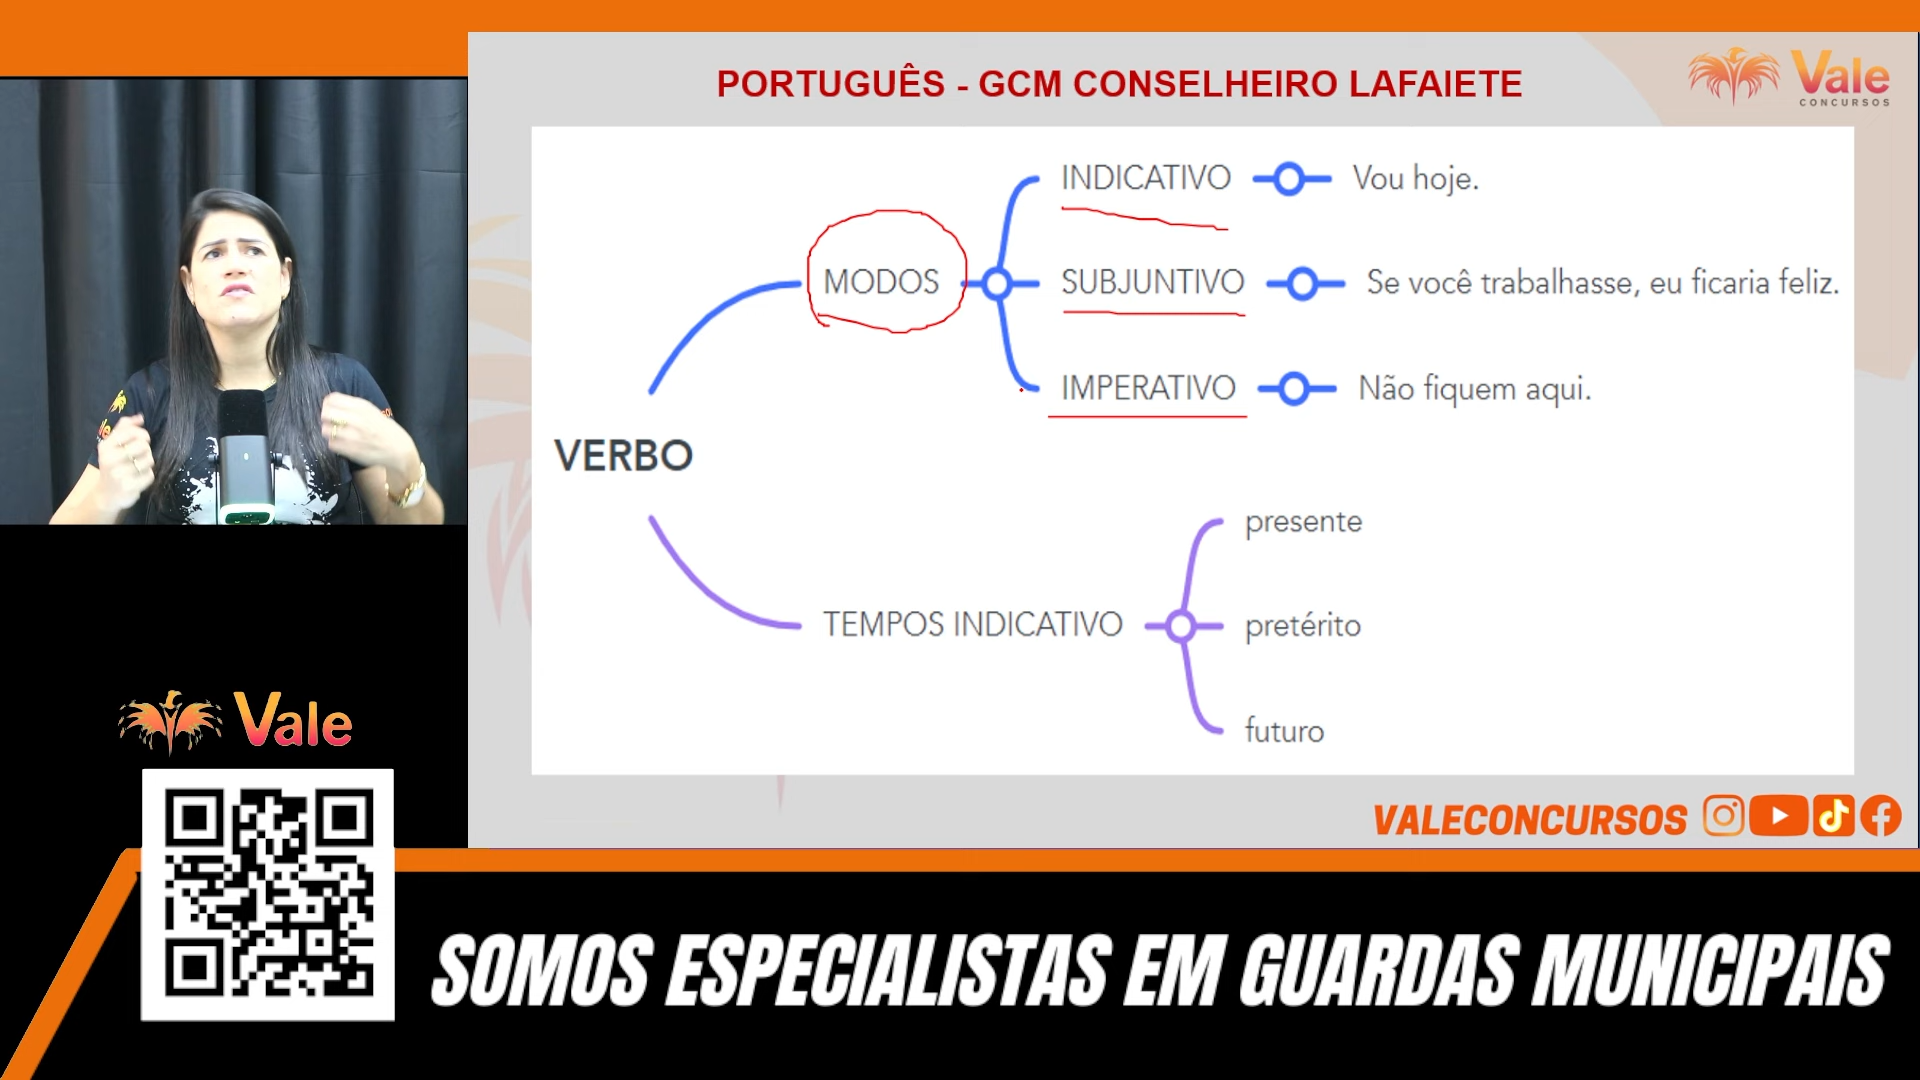 PORTUGUÊS - GCM CONSELHEIRO LAFAIETE
Vale
CONCURSOS
INDICATIVO Vou hoje.
MODOS SUBJUNTIVO Se você trabalhasse, eu ficaria feliz.
IMPERATIVO Não fiquem aqui.
VERBO
presente
TEMPOS INDICATIVO pretérito
futuro
Vale
VALECONCURSOS
SOMOS ESPECIALISTAS EM GUARDAS MUNICIPAIS